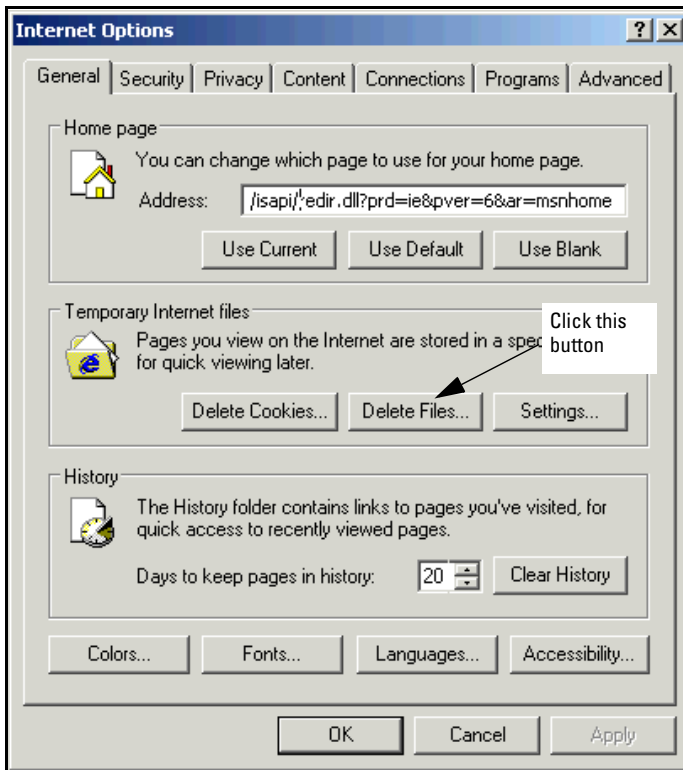 Internet Options
General Security Privacy Content Connections Programs Advanced
Home page
You can change which page to use for your home page.
Address: /isapi/redir.dll?prd=ie&pver=6&ar=msnhome
Use Current Use Default Use Blank
Temporary Internet files
Pages you view on the Internet are stored in a
for quick viewing later.
Click this
button
Delete Cookies... Delete Files... Settings...
History
The History folder contains links to pages you've visited, for
quick access to recently viewed pages.
Days to keep pages in history: 20 Clear History
Colors... Fonts... Languages... Accessibility...
OK Cancel Apply